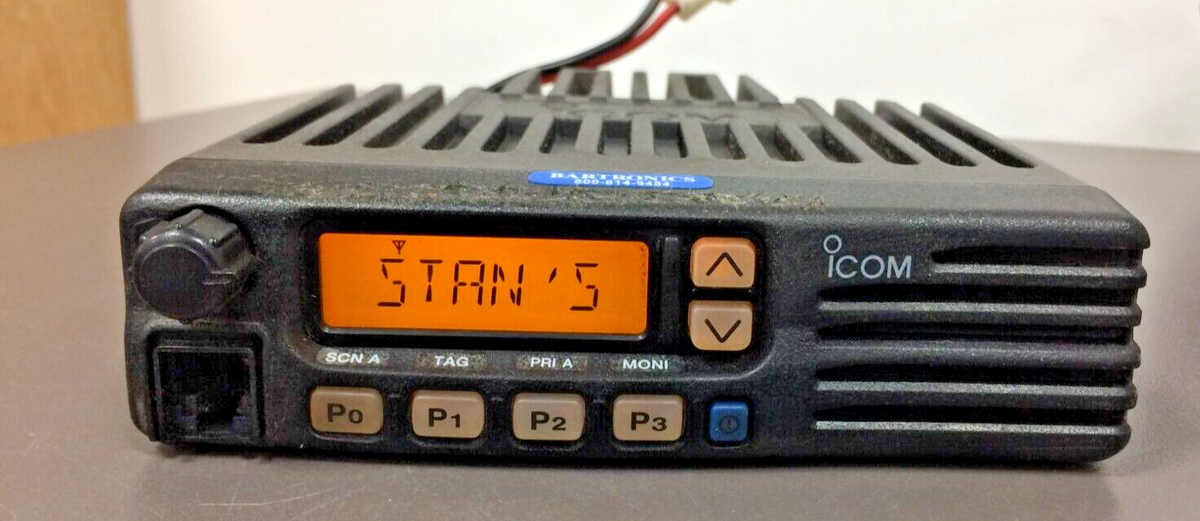 BARTRONICS
800-814-9484
STAN'S
ICOM
SCN A TAG PRI A MONI
P0 P1 P2 P3